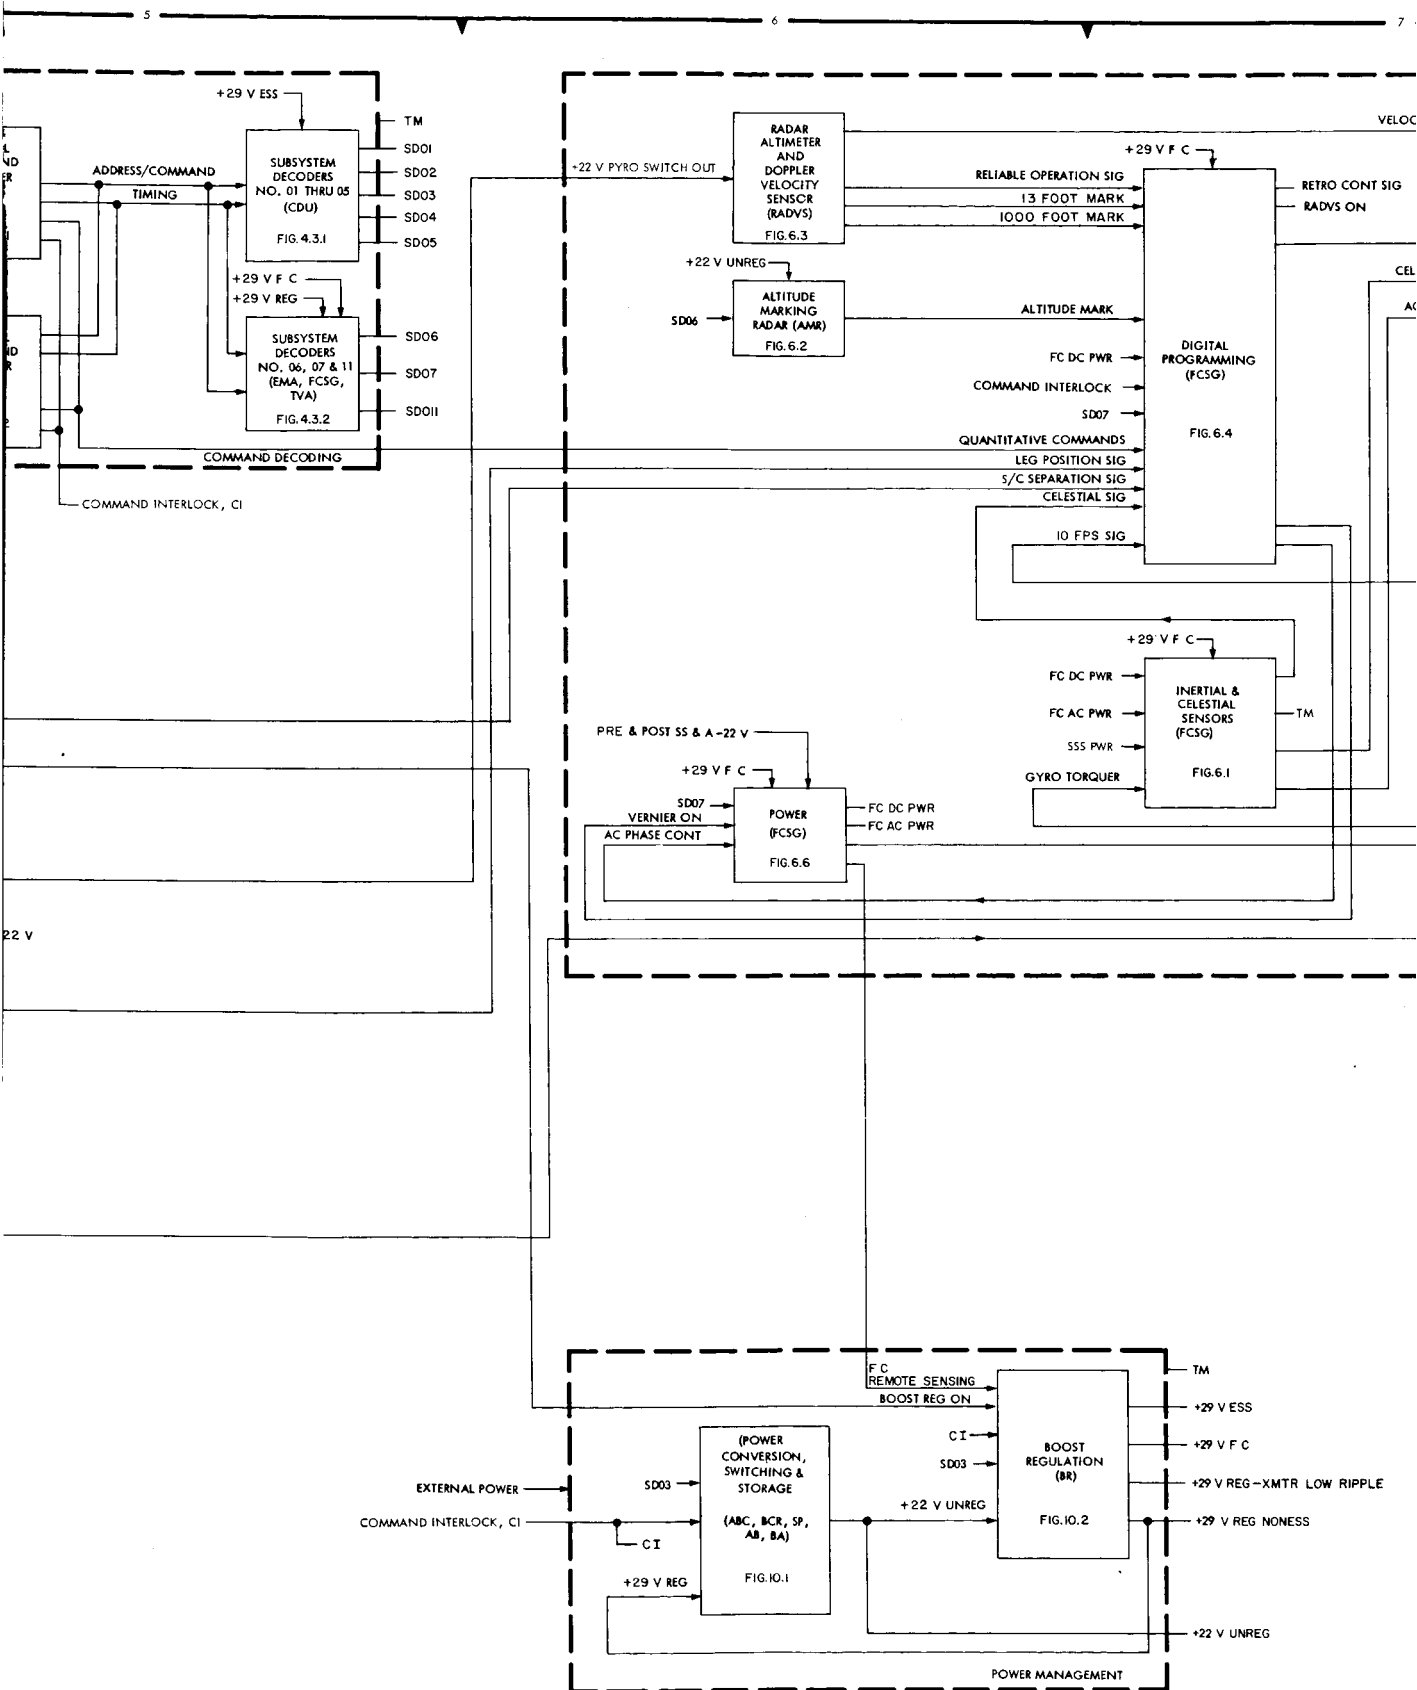 5
6
7
+29 V ESS
TM
SUBSYSTEM
DECODERS
NO. 01 THRU 05
(CDU)
FIG. 4.3.1
ADDRESS/COMMAND
TIMING
SD01
SD02
SD03
SD04
SD05
+29 V F C
+29 V REG
SUBSYSTEM
DECODERS
NO. 06, 07 & 11
(EMA, FCSG,
TVA)
FIG. 4.3.2
SD06
SD07
SD011
COMMAND DECODING
COMMAND INTERLOCK, CI
22 V
+22 V PYRO SWITCH OUT
RADAR
ALTIMETER
AND
DOPPLER
VELOCITY
SENSOR
(RADVS)
FIG.6.3
+22 V UNREG
SD06
ALTITUDE
MARKING
RADAR (AMR)
FIG.6.2
VELOC
+29 V F C
RELIABLE OPERATION SIG
13 FOOT MARK
1000 FOOT MARK
ALTITUDE MARK
FC DC PWR
COMMAND INTERLOCK
SD07
QUANTITATIVE COMMANDS
LEG POSITION SIG
S/C SEPARATION SIG
CELESTIAL SIG
10 FPS SIG
DIGITAL
PROGRAMMING
(FCSG)
FIG.6.4
RETRO CONT SIG
RADVS ON
CEL
AC
+29 V F C
FC DC PWR
FC AC PWR
SSS PWR
GYRO TORQUER
INERTIAL &
CELESTIAL
SENSORS
(FCSG)
FIG.6.1
TM
PRE & POST SS & A -22 V
+29 V F C
SD07
VERNIER ON
AC PHASE CONT
POWER
(FCSG)
FIG.6.6
FC DC PWR
FC AC PWR
F C
REMOTE SENSING
BOOST REG ON
CI
SD03
+22 V UNREG
BOOST
REGULATION
(BR)
FIG.10.2
TM
+29 V ESS
+29 V F C
+29 V REG-XMTR LOW RIPPLE
+29 V REG NONESS
+22 V UNREG
EXTERNAL POWER
COMMAND INTERLOCK, CI
SD03
CI
+29 V REG
(POWER
CONVERSION,
SWITCHING &
STORAGE
(ABC, BCR, SP,
AB, BA)
FIG.10.1
POWER MANAGEMENT